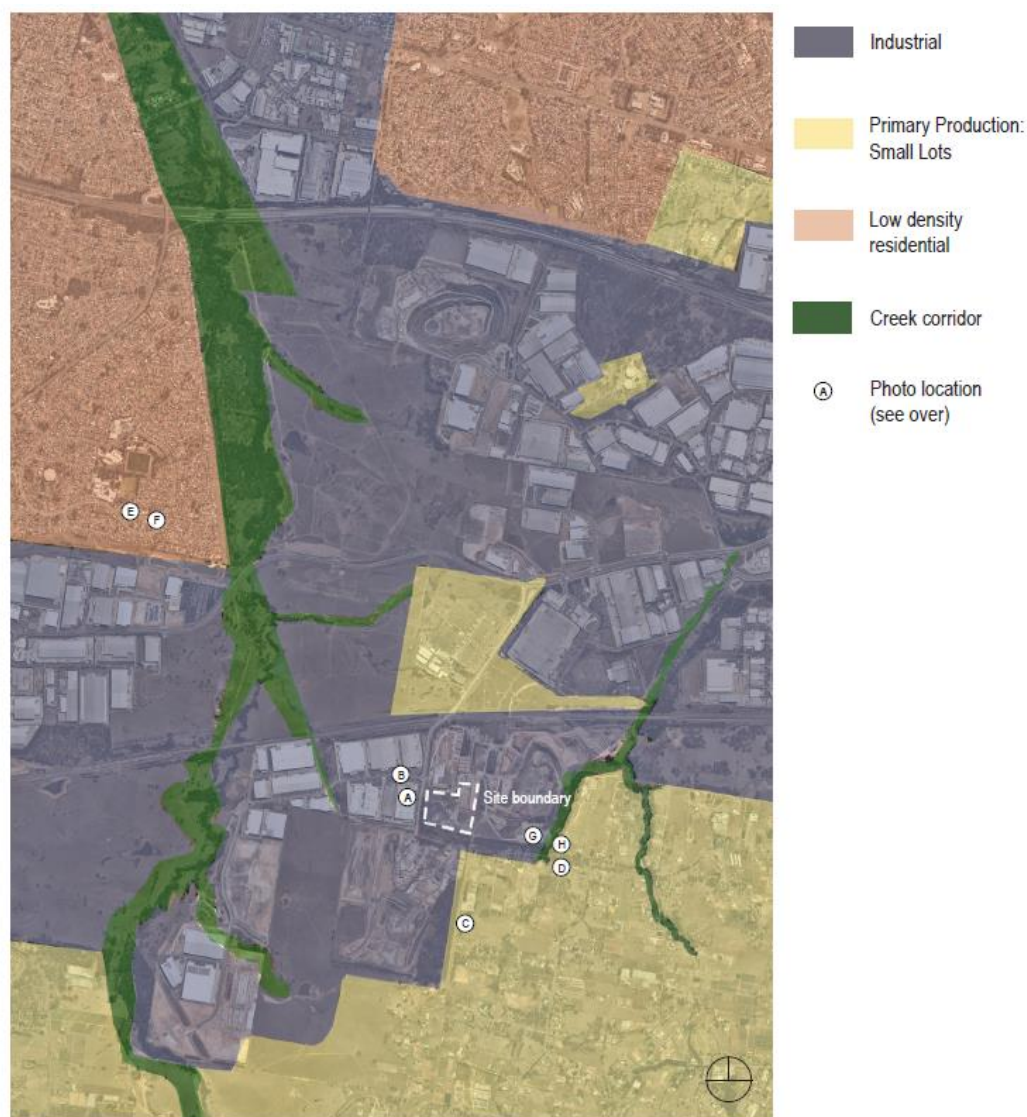 Industrial
Primary Production:
Small Lots
Low density
residential
Creek corridor
A
Photo location
(see over)
E
F
B
A
Site boundary
G
H
D
C